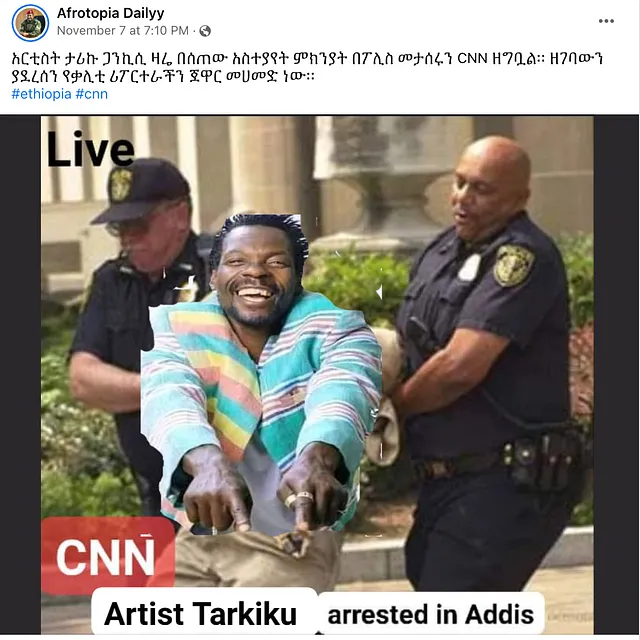 Afrotopia Dailyy
November 7 at 7:10 PM ·
አርቲስት ታሪኩ ጋንኪሲ ዛሬ በሰጠው አስተያየት ምክንያት በፖሊስ መታሰሩን CNN ዘግቧል። ዘገባውን
ያደረሰን የቃሊቲ ሪፖርተራችን ጀዋር መሀመድ ነው።
#ethiopia #cnn
Live
CNN
Artist Tarkiku arrested in Addis